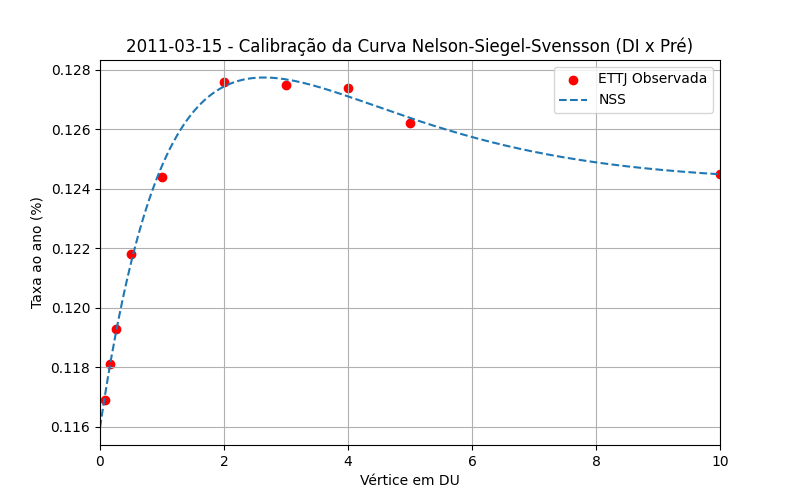 2011-03-15 - Calibração da Curva Nelson-Siegel-Svensson (DI x Pré)
0.128
0.126
0.124
0.122
0.120
0.118
0.116
Taxa ao ano (%)
ETTJ Observada
NSS
0 2 4 6 8 10
Vértice em DU